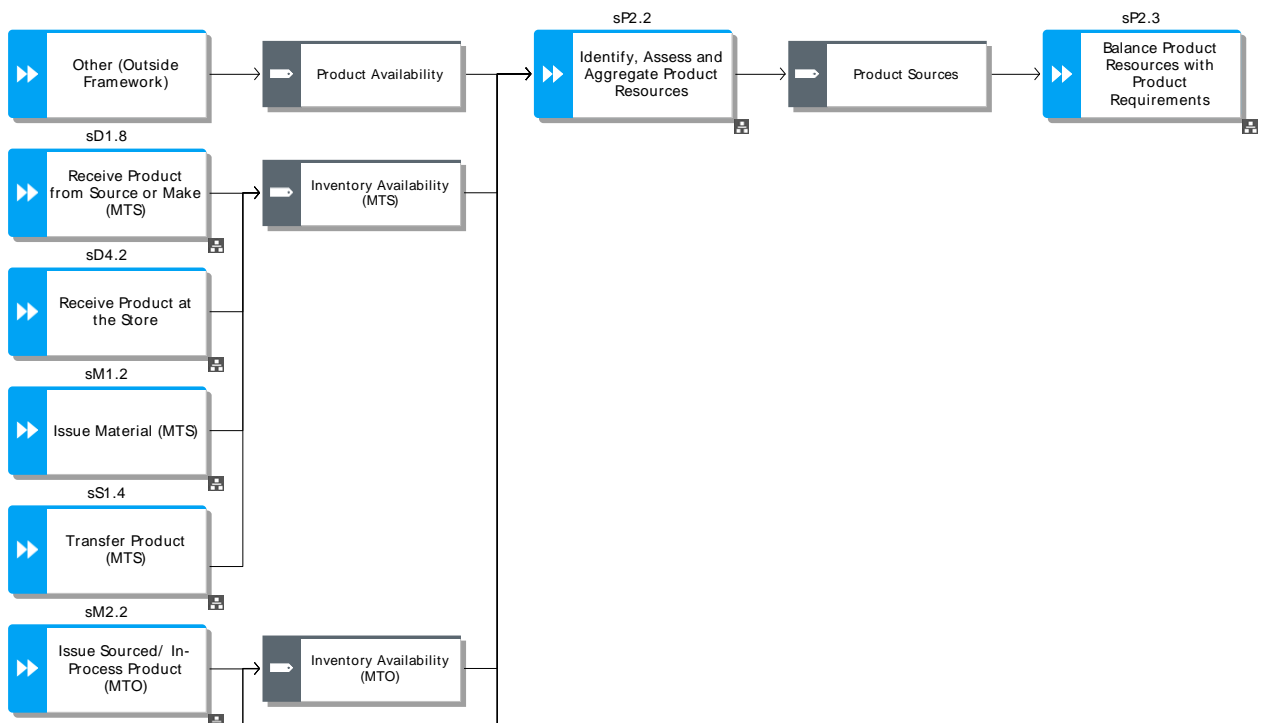 sP2.2
sP2.3
Other (Outside
Framework)
Product Availability
Identify, Assess and
Aggregate Product
Resources
Product Sources
Balance Product
Resources with
Product
Requirements
sD1.8
Receive Product
from Source or Make
(MTS)
Inventory Availability
(MTS)
sD4.2
Receive Product at
the Store
sM1.2
Issue Material (MTS)
sS1.4
Transfer Product
(MTS)
sM2.2
Issue Sourced/ In-
Process Product
(MTO)
Inventory Availability
(MTO)